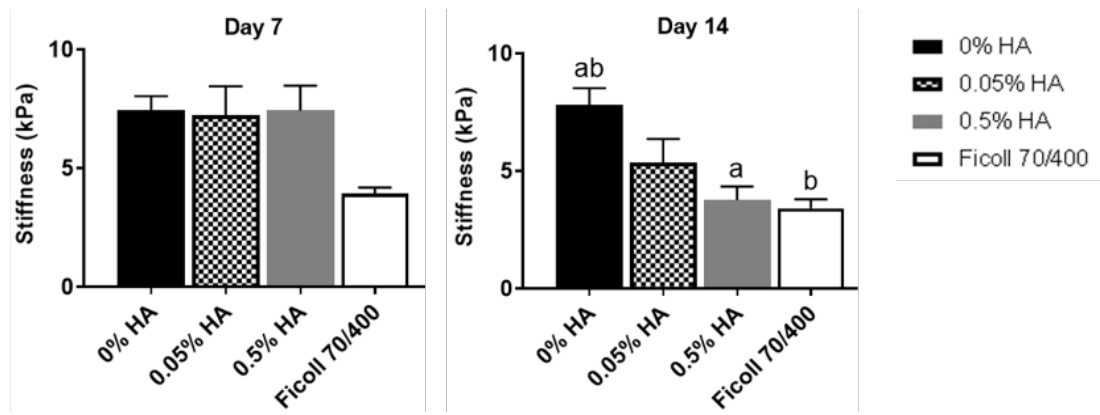 Day 7
Stiffness (kPa)
10
5
0
0% HA
0.05% HA
0.5% HA
Ficoll 70/400
Day 14
Stiffness (kPa)
10
5
0
ab
a
b
0% HA
0.05% HA
0.5% HA
Ficoll 70/400
0% HA
0.05% HA
0.5% HA
Ficoll 70/400